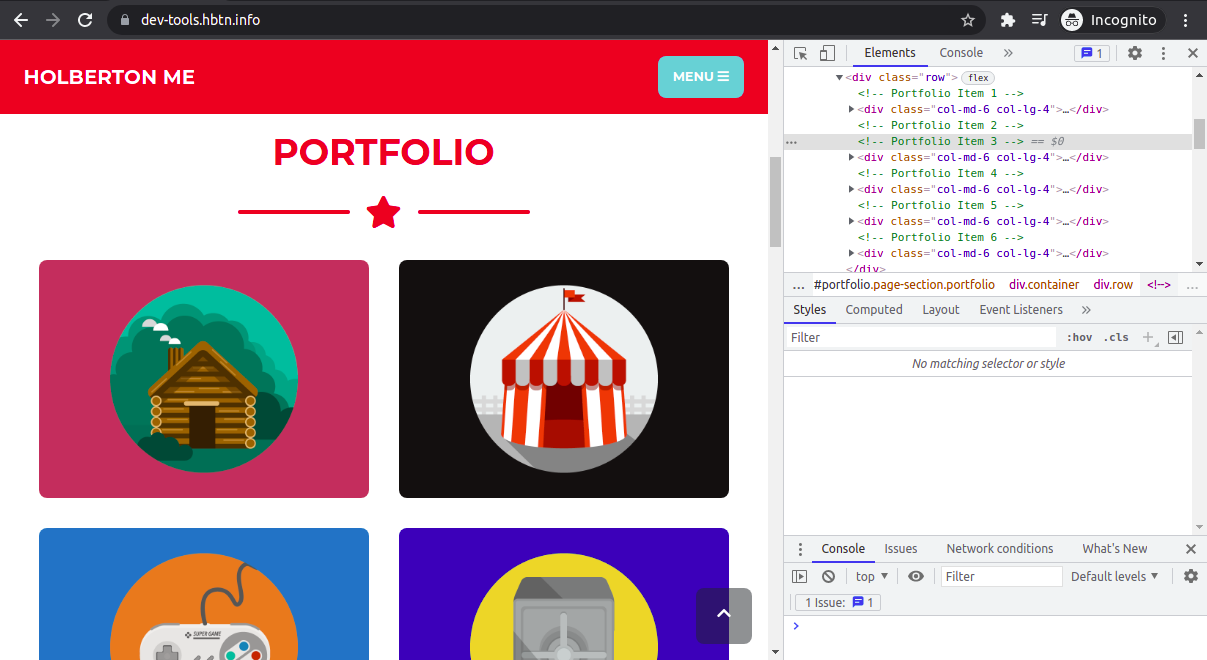 dev-tools.hbtn.info
Incognito
HOLBERTON ME
MENU
PORTFOLIO
SUPER GAME
Elements
Console
»
1
<div class="row">
flex
<!-- Portfolio Item 1 -->
<div class="col-md-6 col-lg-4">…</div>
<!-- Portfolio Item 2 -->
<!-- Portfolio Item 3 --> == $0
<div class="col-md-6 col-lg-4">…</div>
<!-- Portfolio Item 4 -->
<div class="col-md-6 col-lg-4">…</div>
<!-- Portfolio Item 5 -->
<div class="col-md-6 col-lg-4">…</div>
<!-- Portfolio Item 6 -->
<div class="col-md-6 col-lg-4">…</div>
</div>
… #portfolio.page-section.portfolio div.container div.row <!--> …
Styles Computed Layout Event Listeners »
Filter :hov .cls +
No matching selector or style
Console Issues Network conditions What's New
top Filter Default levels
1 Issue: 1